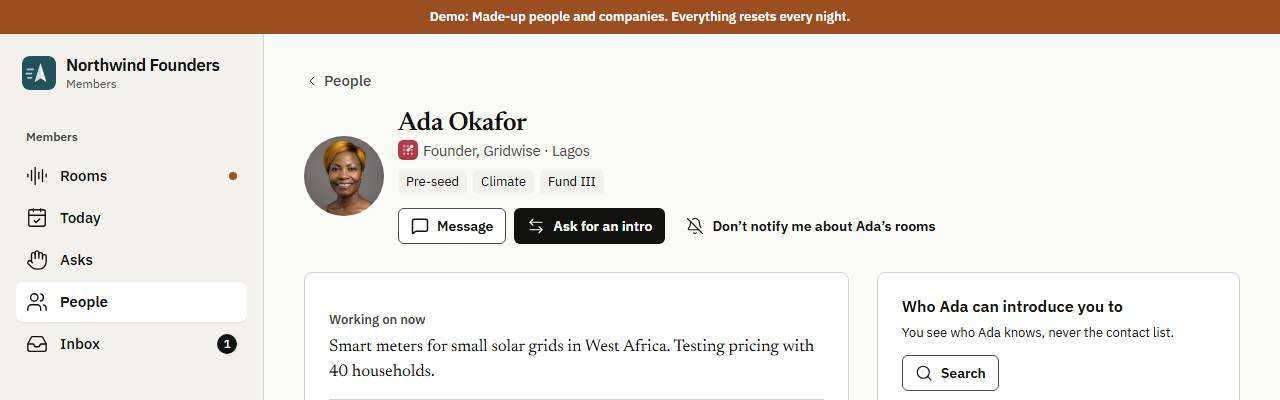 Demo: Made-up people and companies. Everything resets every night.
Northwind Founders
Members
Members
Rooms
Today
Asks
People
Inbox
1
People
Ada Okafor
Founder, Gridwise · Lagos
Pre-seed
Climate
Fund III
Message
Ask for an intro
Don’t notify me about Ada’s rooms
Working on now
Smart meters for small solar grids in West Africa. Testing pricing with
40 households.
Who Ada can introduce you to
You see who Ada knows, never the contact list.
Search